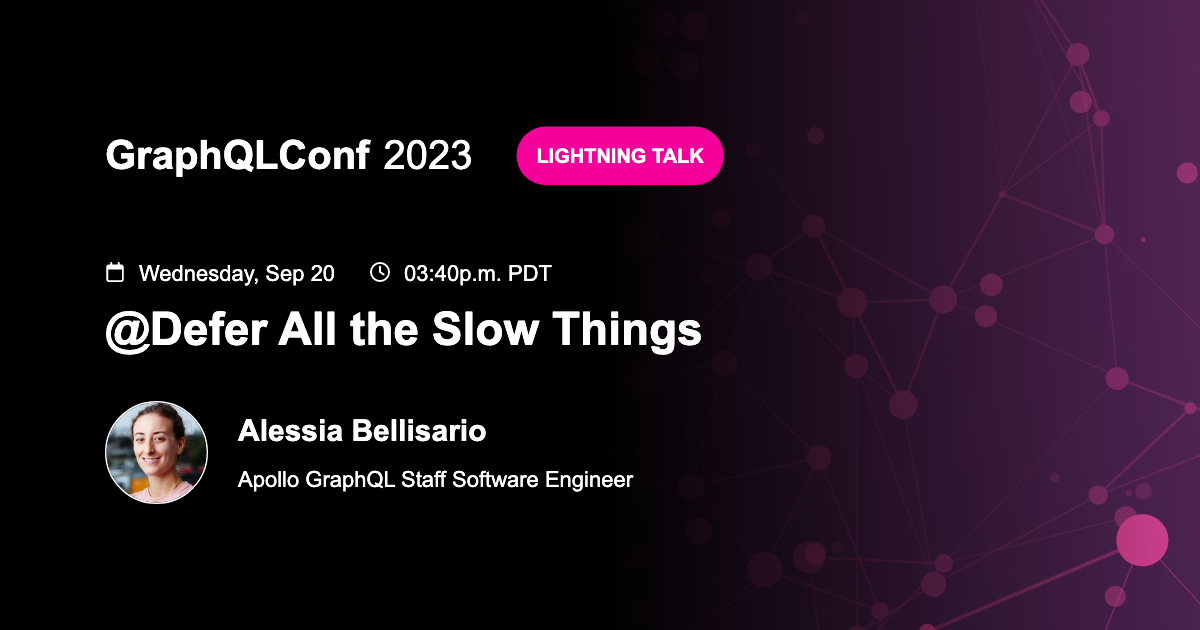 GraphQLConf 2023 LIGHTNING TALK
Wednesday, Sep 20 03:40p.m. PDT
@Defer All the Slow Things
Alessia Bellisario
Apollo GraphQL Staff Software Engineer